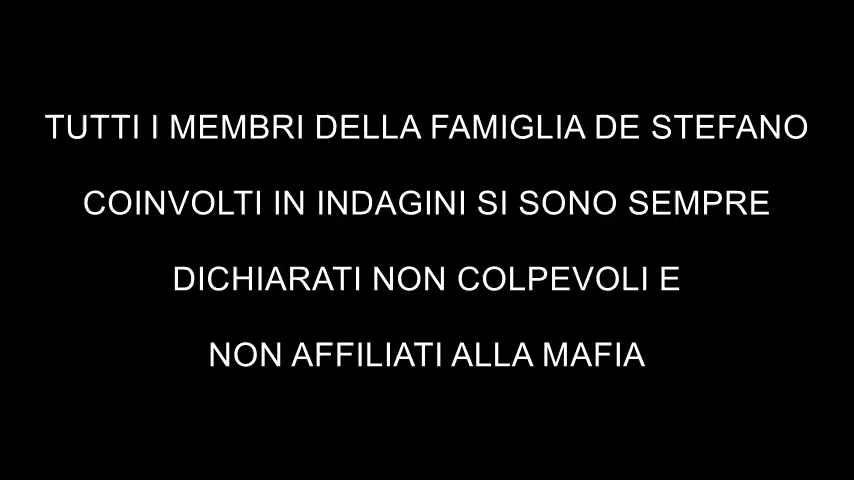 TUTTI I MEMBRI DELLA FAMIGLIA DE STEFANO
COINVOLTI IN INDAGINI SI SONO SEMPRE
DICHIARATI NON COLPEVOLI E
NON AFFILIATI ALLA MAFIA